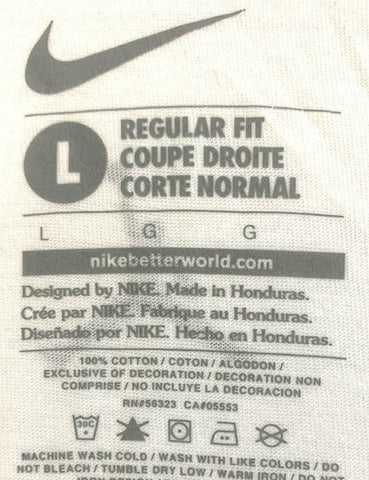 REGULAR FIT
L COUPE DROITE
CORTE NORMAL
L G G
nikebetterworld.com
Designed by NIKE. Made in Honduras.
Crée par NIKE. Fabrique au Honduras.
Diseñado por NIKE. Hecho en Honduras.
100% COTTON / COTON / ALGODON /
EXCLUSIVE OF DECORATION / DECORATION NON
COMPRISE / NO INCLUYE LA DECORACION
RN#56323 CA#05553
30C
MACHINE WASH COLD / WASH WITH LIKE COLORS / DO
NOT BLEACH / TUMBLE DRY LOW / WARM IRON / DO NOT